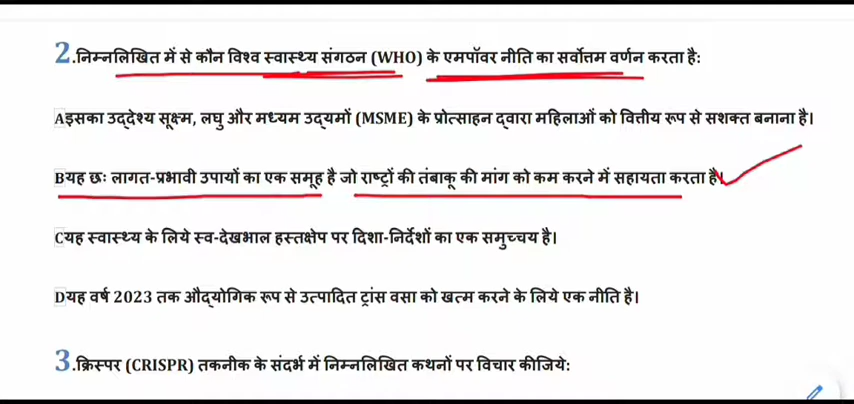 2.निम्नलिखित में से कौन विश्व स्वास्थ्य संगठन (WHO) के एमपॉवर नीति का सर्वोत्तम वर्णन करता है:
Aइसका उद्देश्य सूक्ष्म, लघु और मध्यम उद्यमों (MSME) के प्रोत्साहन द्वारा महिलाओं को वित्तीय रूप से सशक्त बनाना है।
Bयह छः लागत-प्रभावी उपायों का एक समूह है जो राष्ट्रों की तंबाकू की मांग को कम करने में सहायता करता है।
Cयह स्वास्थ्य के लिये स्व-देखभाल हस्तक्षेप पर दिशा-निर्देशों का एक समुच्चय है।
Dयह वर्ष 2023 तक औद्योगिक रूप से उत्पादित ट्रांस वसा को खत्म करने के लिये एक नीति है।
3.क्रिस्पर (CRISPR) तकनीक के संदर्भ में निम्नलिखित कथनों पर विचार कीजिये: